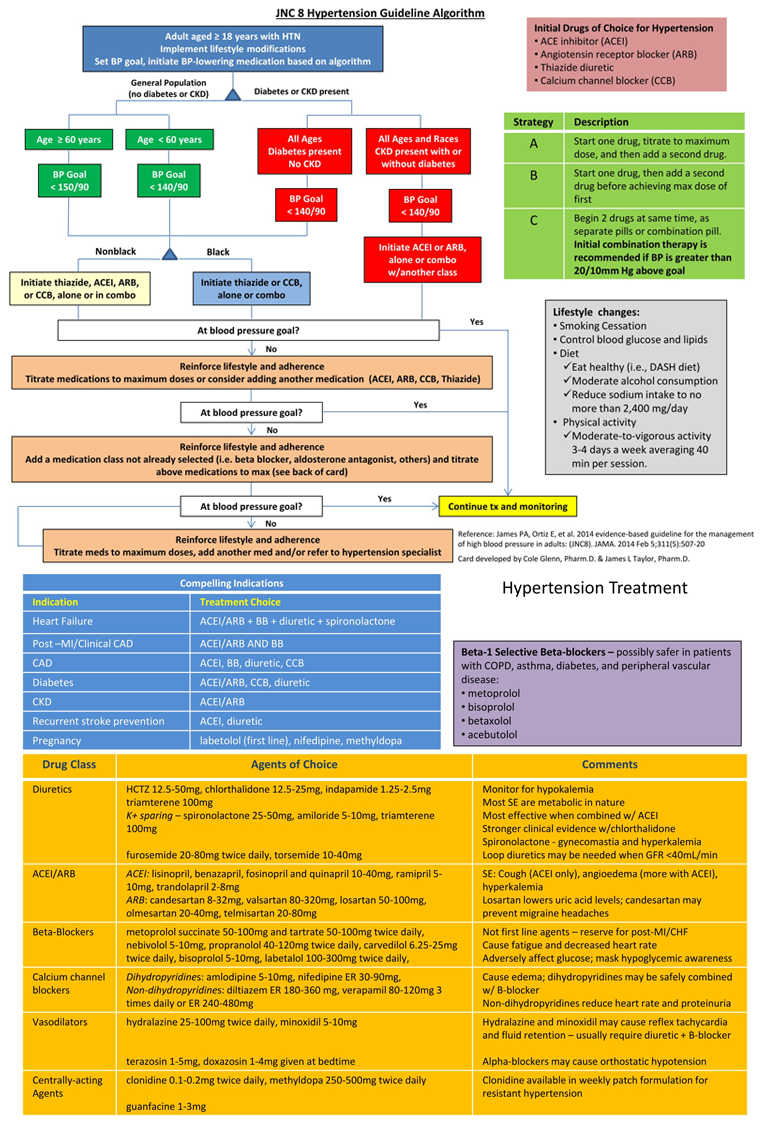 JNC 8 Hypertension Guideline Algorithm
Adult aged ≥ 18 years with HTN
Implement lifestyle modifications
Set BP goal, initiate BP-lowering medication based on algorithm
General Population
(no diabetes or CKD)
Diabetes or CKD present
Age ≥ 60 years
Age < 60 years
All Ages
Diabetes present
No CKD
All Ages and Races
CKD present with or
without diabetes
BP Goal
< 150/90
BP Goal
< 140/90
BP Goal
< 140/90
BP Goal
< 140/90
Nonblack
Black
Initiate ACEI or ARB,
alone or combo
w/another class
Initiate thiazide, ACEI, ARB,
or CCB, alone or in combo
Initiate thiazide or CCB,
alone or combo
At blood pressure goal?
Yes
No
Reinforce lifestyle and adherence
Titrate medications to maximum doses or consider adding another medication (ACEI, ARB, CCB, Thiazide)
At blood pressure goal?
Yes
No
Reinforce lifestyle and adherence
Add a medication class not already selected (i.e. beta blocker, aldosterone antagonist, others) and titrate
above medications to max (see back of card)
At blood pressure goal?
Yes
Continue tx and monitoring
No
Reinforce lifestyle and adherence
Titrate meds to maximum doses, add another med and/or refer to hypertension specialist
Initial Drugs of Choice for Hypertension
• ACE inhibitor (ACEI)
• Angiotensin receptor blocker (ARB)
• Thiazide diuretic
• Calcium channel blocker (CCB)
Strategy Description
A Start one drug, titrate to maximum
dose, and then add a second drug.
B Start one drug, then add a second
drug before achieving max dose of
first
C Begin 2 drugs at same time, as
separate pills or combination pill.
Initial combination therapy is
recommended if BP is greater than
20/10mm Hg above goal
Lifestyle changes:
• Smoking Cessation
• Control blood glucose and lipids
• Diet
✓Eat healthy (i.e., DASH diet)
✓Moderate alcohol consumption
✓Reduce sodium intake to no
more than 2,400 mg/day
• Physical activity
✓Moderate-to-vigorous activity
3-4 days a week averaging 40
min per session.
Reference: James PA, Ortiz E, et al. 2014 evidence-based guideline for the management
of high blood pressure in adults: (JNC8). JAMA. 2014 Feb 5;311(5):507-20
Card developed by Cole Glenn, Pharm.D. & James L Taylor, Pharm.D.
Hypertension Treatment
Compelling Indications
Indication Treatment Choice
Heart Failure ACEI/ARB + BB + diuretic + spironolactone
Post –MI/Clinical CAD ACEI/ARB AND BB
CAD ACEI, BB, diuretic, CCB
Diabetes ACEI/ARB, CCB, diuretic
CKD ACEI/ARB
Recurrent stroke prevention ACEI, diuretic
Pregnancy labetolol (first line), nifedipine, methyldopa
Beta-1 Selective Beta-blockers – possibly safer in patients
with COPD, asthma, diabetes, and peripheral vascular
disease:
• metoprolol
• bisoprolol
• betaxolol
• acebutolol
Drug Class Agents of Choice Comments
Diuretics HCTZ 12.5-50mg, chlorthalidone 12.5-25mg, indapamide 1.25-2.5mg
triamterene 100mg
K+ sparing – spironolactone 25-50mg, amiloride 5-10mg, triamterene
100mg
furosemide 20-80mg twice daily, torsemide 10-40mg
Monitor for hypokalemia
Most SE are metabolic in nature
Most effective when combined w/ ACEI
Stronger clinical evidence w/chlorthalidone
Spironolactone - gynecomastia and hyperkalemia
Loop diuretics may be needed when GFR <40mL/min
ACEI/ARB ACEI: lisinopril, benazapril, fosinopril and quinapril 10-40mg, ramipril 5-
10mg, trandolapril 2-8mg
ARB: candesartan 8-32mg, valsartan 80-320mg, losartan 50-100mg,
olmesartan 20-40mg, telmisartan 20-80mg
SE: Cough (ACEI only), angioedema (more with ACEI),
hyperkalemia
Losartan lowers uric acid levels; candesartan may
prevent migraine headaches
Beta-Blockers metoprolol succinate 50-100mg and tartrate 50-100mg twice daily,
nebivolol 5-10mg, propranolol 40-120mg twice daily, carvedilol 6.25-25mg
twice daily, bisoprolol 5-10mg, labetalol 100-300mg twice daily,
Not first line agents – reserve for post-MI/CHF
Cause fatigue and decreased heart rate
Adversely affect glucose; mask hypoglycemic awareness
Calcium channel
blockers
Dihydropyridines: amlodipine 5-10mg, nifedipine ER 30-90mg,
Non-dihydropyridines: diltiazem ER 180-360 mg, verapamil 80-120mg 3
times daily or ER 240-480mg
Cause edema; dihydropyridines may be safely combined
w/ B-blocker
Non-dihydropyridines reduce heart rate and proteinuria
Vasodilators hydralazine 25-100mg twice daily, minoxidil 5-10mg
terazosin 1-5mg, doxazosin 1-4mg given at bedtime
Hydralazine and minoxidil may cause reflex tachycardia
and fluid retention – usually require diuretic + B-blocker
Alpha-blockers may cause orthostatic hypotension
Centrally-acting
Agents
clonidine 0.1-0.2mg twice daily, methyldopa 250-500mg twice daily
guanfacine 1-3mg
Clonidine available in weekly patch formulation for
resistant hypertension